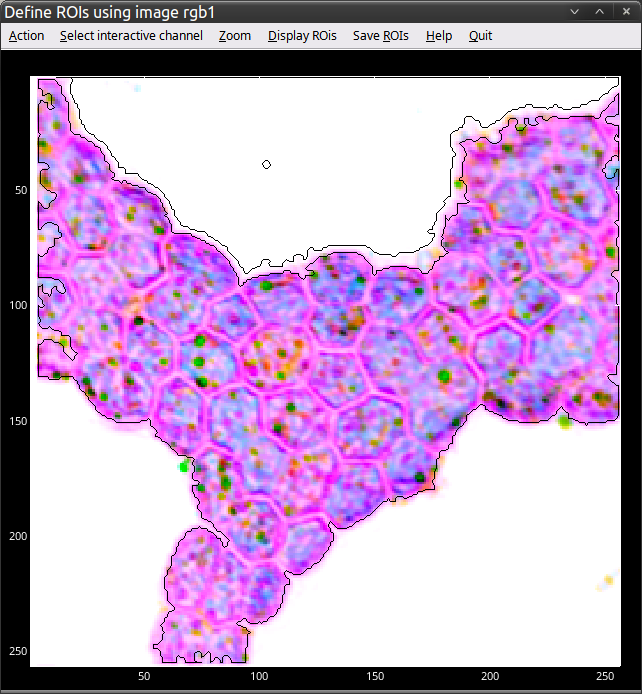 Define ROIs using image rgb1
Action Select interactive channel Zoom Display ROis Save ROIs Help Quit
50
100
150
200
250
50 100 150 200 250